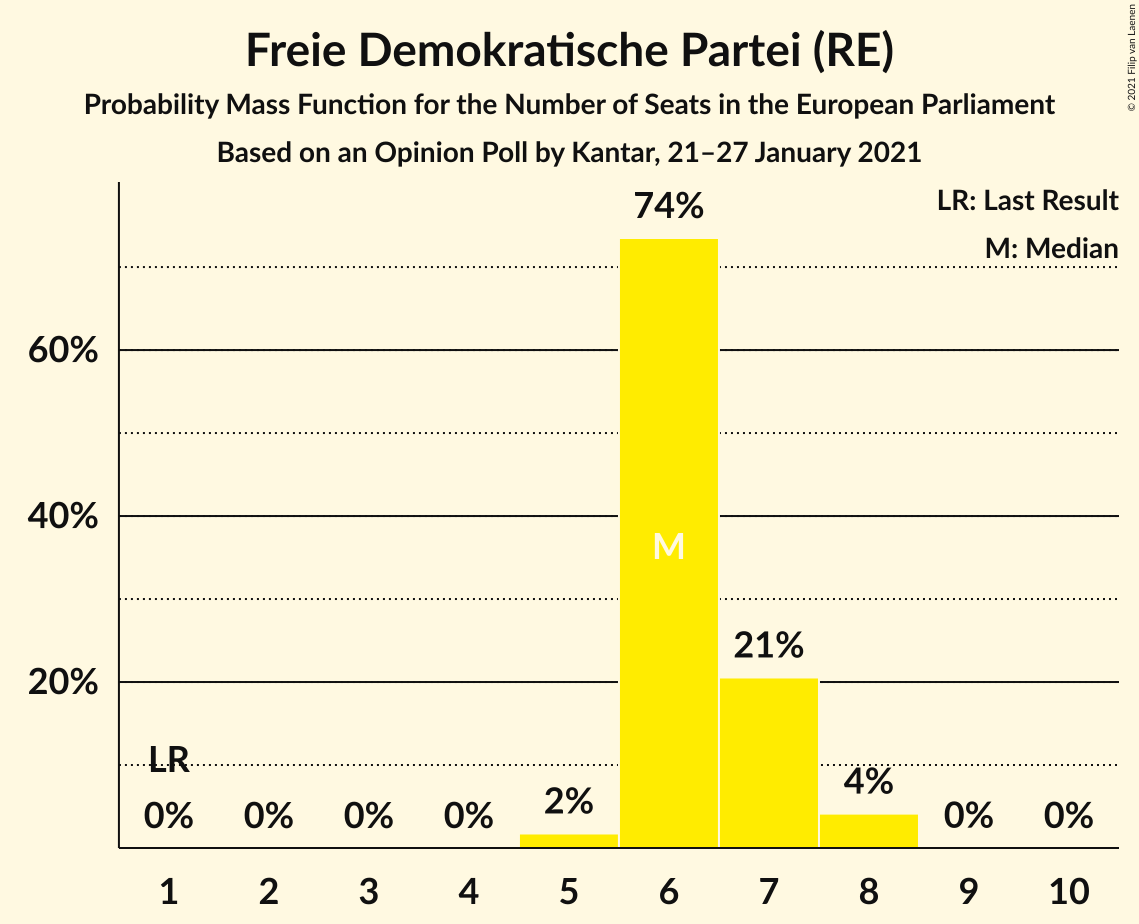 © 2021 Filip van Laenen
Freie Demokratische Partei (RE)
Probability Mass Function for the Number of Seats in the European Parliament
Based on an Opinion Poll by Kantar, 21–27 January 2021
LR: Last Result
M: Median
74%
60%
40%
M
21%
20%
LR
0% 0% 0% 0% 2% 4% 0% 0%
1 2 3 4 5 6 7 8 9 10